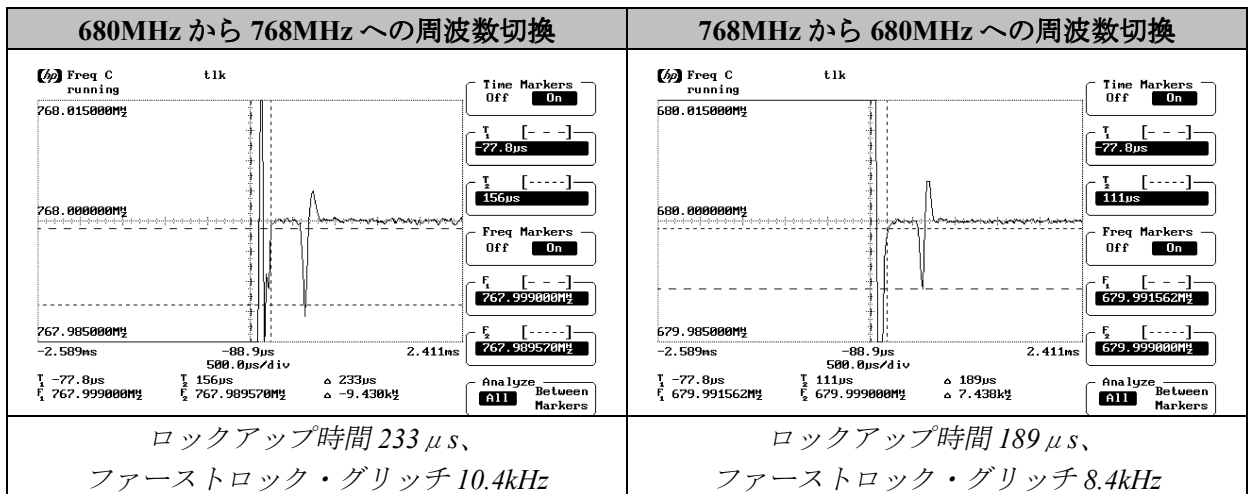 680MHz から 768MHz への周波数切換
hp Freq C tlk
running
768.015000MHz
768.000000MHz
767.985000MHz
-2.589ms -88.9µs 2.411ms
500.0µs/div
T1 -77.8µs T2 156µs △ 233µs
F1 767.999000MHz F2 767.989570MHz △ -9.430kHz
Time Markers
Off On
T1 [- - -]
-77.8µs
T2 [-----]
156µs
Freq Markers
Off On
F1 [- - -]
767.999000MHz
F2 [-----]
767.989570MHz
Analyze
All Between
Markers
ロックアップ時間 233μs、
ファーストロック・グリッチ 10.4kHz
768MHz から 680MHz への周波数切換
hp Freq C tlk
running
680.015000MHz
680.000000MHz
679.985000MHz
-2.589ms -88.9µs 2.411ms
500.0µs/div
T1 -77.8µs T2 111µs △ 189µs
F1 679.991562MHz F2 679.999000MHz △ 7.438kHz
Time Markers
Off On
T1 [- - -]
-77.8µs
T2 [-----]
111µs
Freq Markers
Off On
F1 [- - -]
679.991562MHz
F2 [-----]
679.999000MHz
Analyze
All Between
Markers
ロックアップ時間 189μs、
ファーストロック・グリッチ 8.4kHz